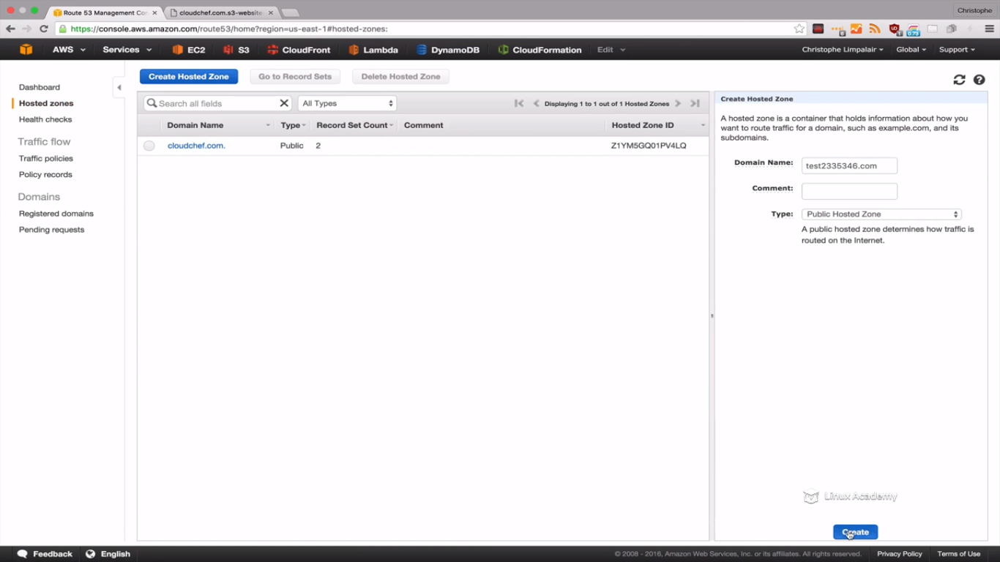 Route 53 Management Con
cloudchef.com.s3-website-
Christophe
https://console.aws.amazon.com/route53/home?region=us-east-1#hosted-zones:
AWS Services EC2 S3 CloudFront Lambda DynamoDB CloudFormation Edit Christophe Limpalair Global Support
Dashboard
Hosted zones
Health checks
Traffic flow
Traffic policies
Policy records
Domains
Registered domains
Pending requests
Create Hosted Zone Go to Record Sets Delete Hosted Zone
Search all fields All Types Displaying 1 to 1 out of 1 Hosted Zones
Domain Name Type Record Set Count Comment Hosted Zone ID
cloudchef.com. Public 2 Z1YM5GQ01PV4LQ
Create Hosted Zone
A hosted zone is a container that holds information about how you
want to route traffic for a domain, such as example.com, and its
subdomains.
Domain Name: test2335346.com
Comment:
Type: Public Hosted Zone
A public hosted zone determines how traffic is
routed on the Internet.
Linux Academy
Create
Feedback English © 2008 - 2016, Amazon Web Services, Inc. or its affiliates. All rights reserved. Privacy Policy Terms of Use